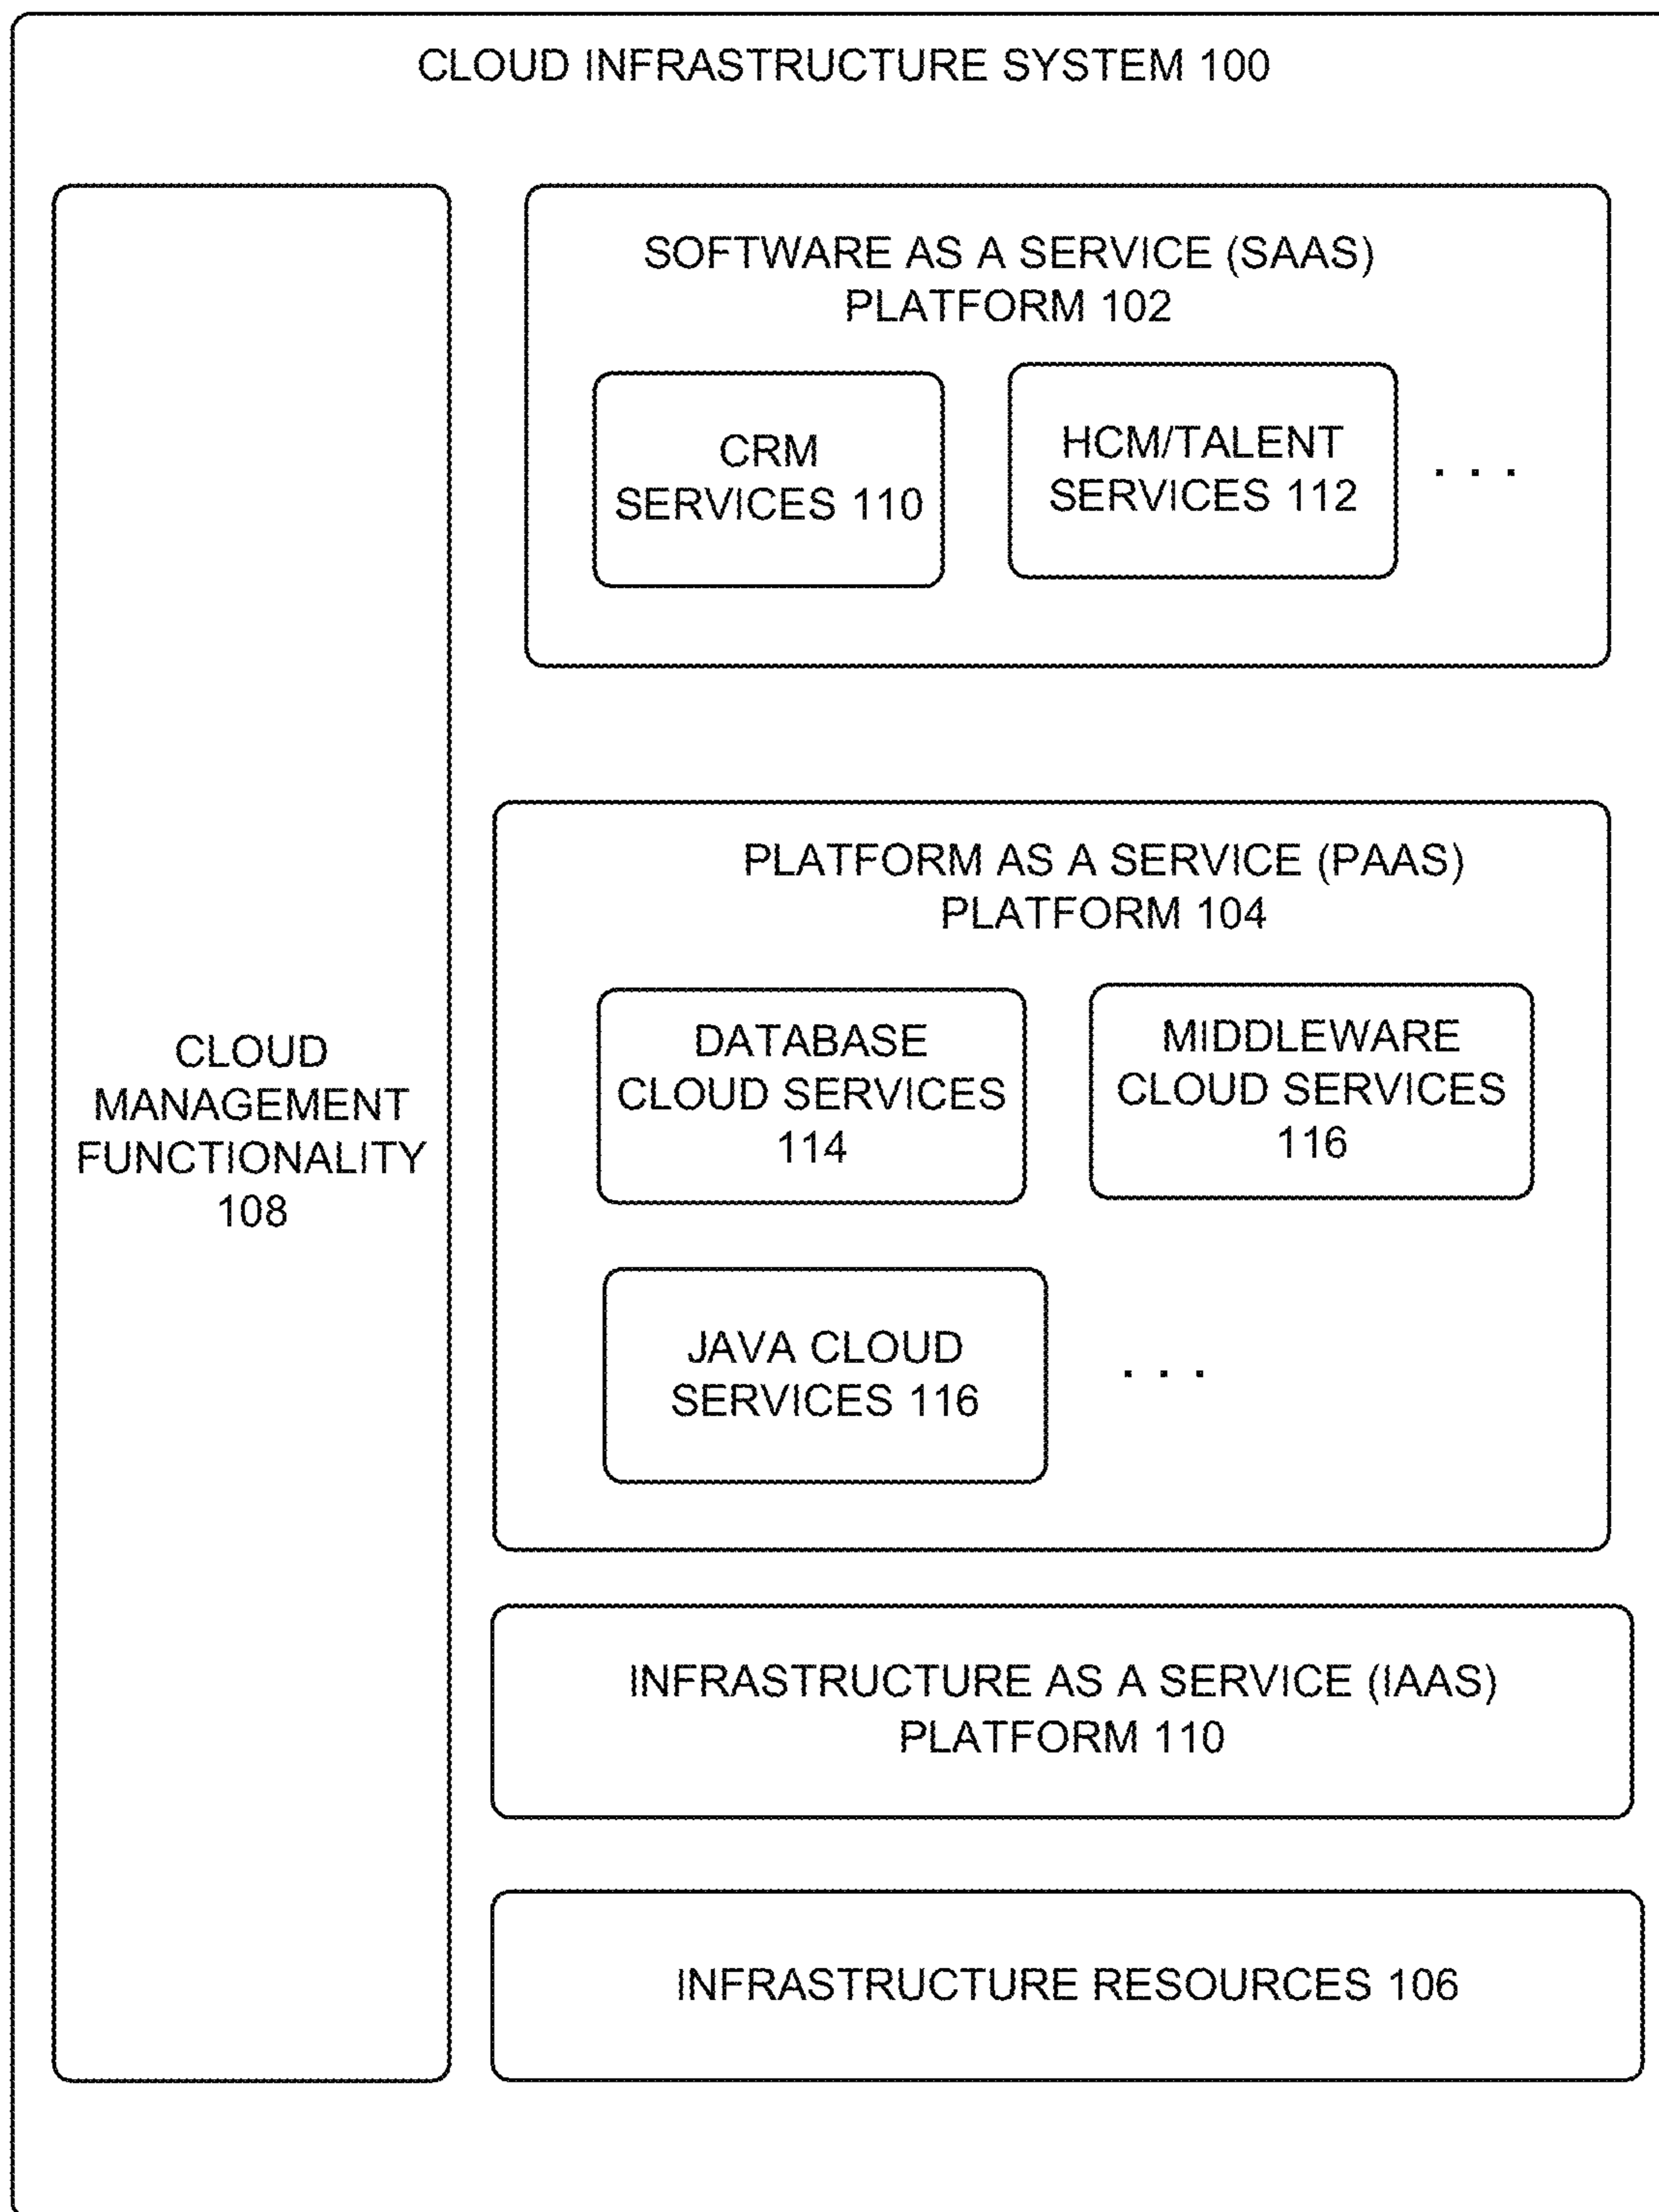 CLOUD INFRASTRUCTURE SYSTEM 100
SOFTWARE AS A SERVICE (SAAS)
PLATFORM 102
CRM
SERVICES 110
HCM/TALENT
SERVICES 112
. . .
CLOUD
MANAGEMENT
FUNCTIONALITY
108
PLATFORM AS A SERVICE (PAAS)
PLATFORM 104
DATABASE
CLOUD SERVICES
114
MIDDLEWARE
CLOUD SERVICES
116
JAVA CLOUD
SERVICES 116
. . .
INFRASTRUCTURE AS A SERVICE (IAAS)
PLATFORM 110
INFRASTRUCTURE RESOURCES 106